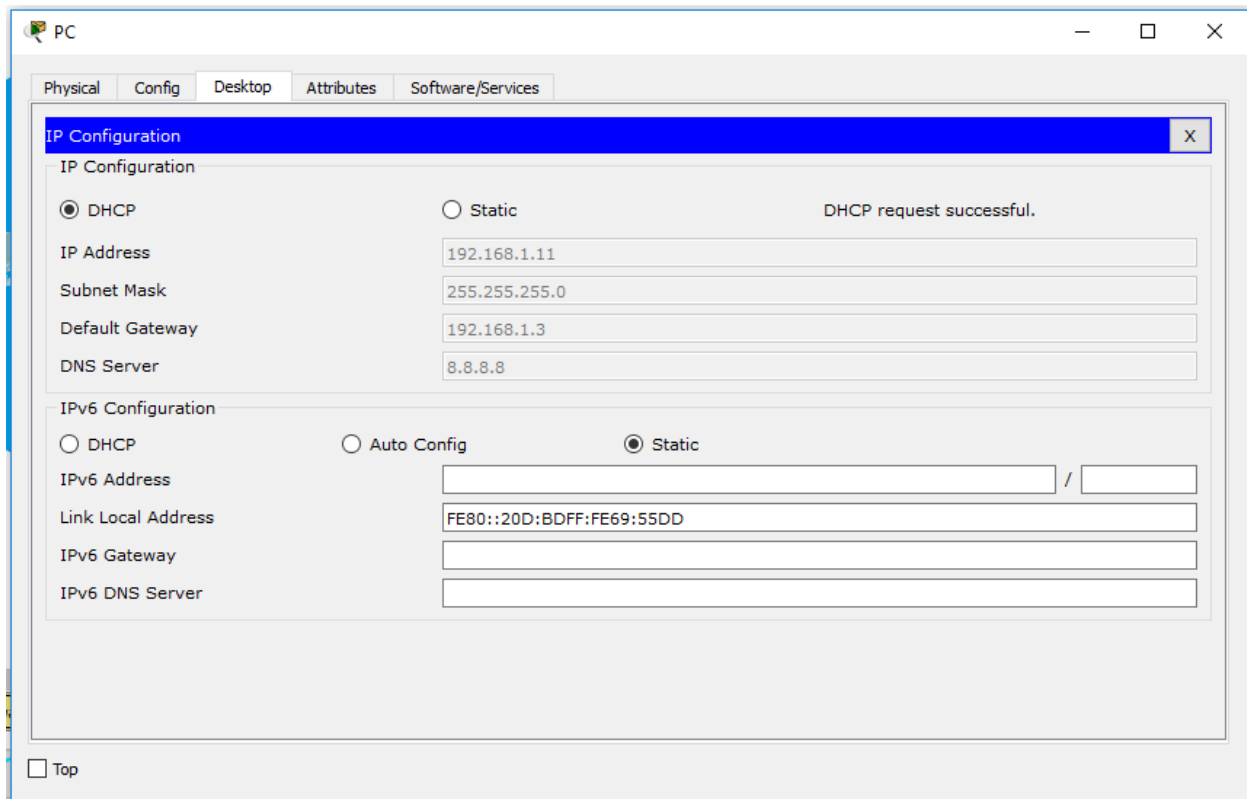 PC
Physical Config Desktop Attributes Software/Services
IP Configuration X
IP Configuration
DHCP Static DHCP request successful.
IP Address 192.168.1.11
Subnet Mask 255.255.255.0
Default Gateway 192.168.1.3
DNS Server 8.8.8.8
IPv6 Configuration
DHCP Auto Config Static
IPv6 Address /
Link Local Address FE80::20D:BDFF:FE69:55DD
IPv6 Gateway
IPv6 DNS Server
Top